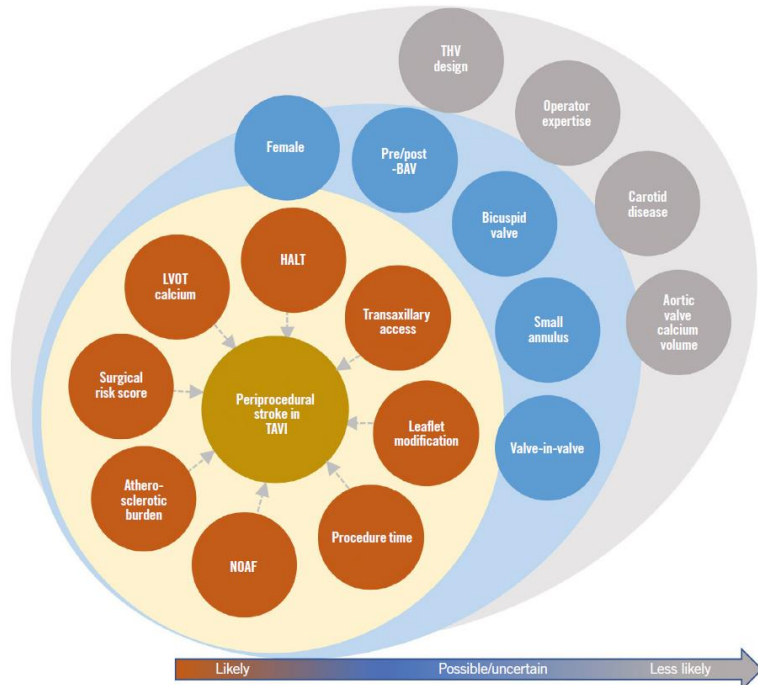 THV
design
Operator
expertise
Female
Pre/post
-BAV
Carotid
disease
Bicuspid
valve
HALT
LVOT
calcium
Transaxillary
access
Aortic
valve
calcium
volume
Small
annulus
Surgical
risk score
Periprocedural
stroke in
TAVI
Leaflet
modification
Valve-in-valve
Athero-
sclerotic
burden
Procedure time
NOAF
Likely
Possible/uncertain
Less likely